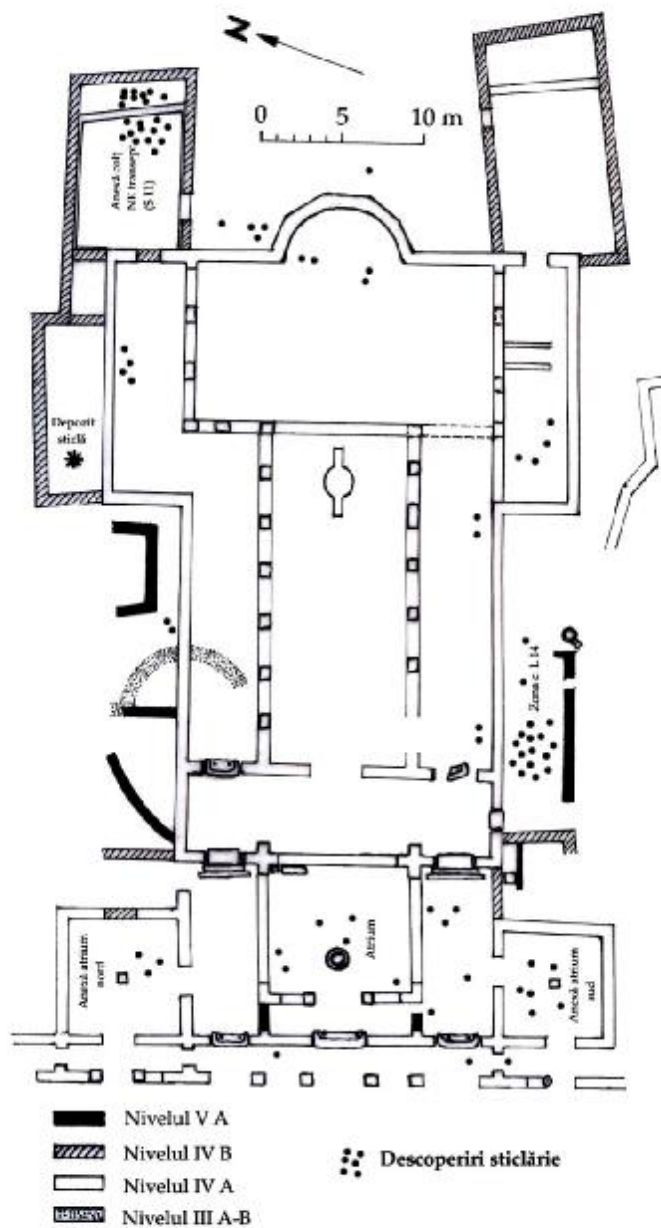 N
0 5 10 m
Anexă colț
NE transept
(S 11)
Depozit
sticlă
Zona c. L14
Atrium
Anexă atrium
nord
Anexă atrium
sud
Nivelul V A
Nivelul IV B
Nivelul IV A
Nivelul III A-B
Descoperiri sticlărie